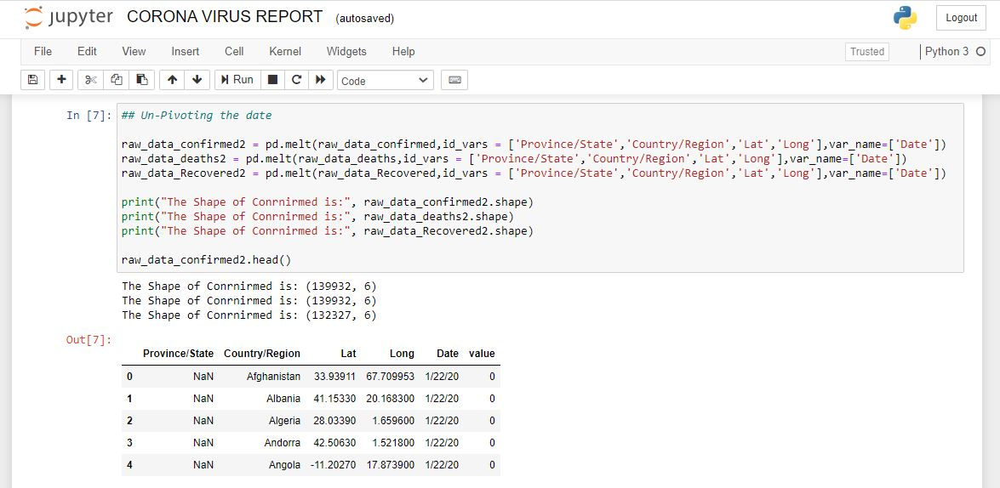 jupyter CORONA VIRUS REPORT (autosaved)
Logout
File Edit View Insert Cell Kernel Widgets Help
Trusted
Python 3
Run
Code
In [7]:
## Un-Pivoting the date
raw_data_confirmed2 = pd.melt(raw_data_confirmed,id_vars = ['Province/State','Country/Region','Lat','Long'],var_name=['Date'])
raw_data_deaths2 = pd.melt(raw_data_deaths,id_vars = ['Province/State','Country/Region','Lat','Long'],var_name=['Date'])
raw_data_Recovered2 = pd.melt(raw_data_Recovered,id_vars = ['Province/State','Country/Region','Lat','Long'],var_name=['Date'])
print("The Shape of Conrnirmed is:", raw_data_confirmed2.shape)
print("The Shape of Conrnirmed is:", raw_data_deaths2.shape)
print("The Shape of Conrnirmed is:", raw_data_Recovered2.shape)
raw_data_confirmed2.head()
The Shape of Conrnirmed is: (139932, 6)
The Shape of Conrnirmed is: (139932, 6)
The Shape of Conrnirmed is: (132327, 6)
Out[7]:
Province/State Country/Region Lat Long Date value
0 NaN Afghanistan 33.93911 67.709953 1/22/20 0
1 NaN Albania 41.15330 20.168300 1/22/20 0
2 NaN Algeria 28.03390 1.659600 1/22/20 0
3 NaN Andorra 42.50630 1.521800 1/22/20 0
4 NaN Angola -11.20270 17.873900 1/22/20 0